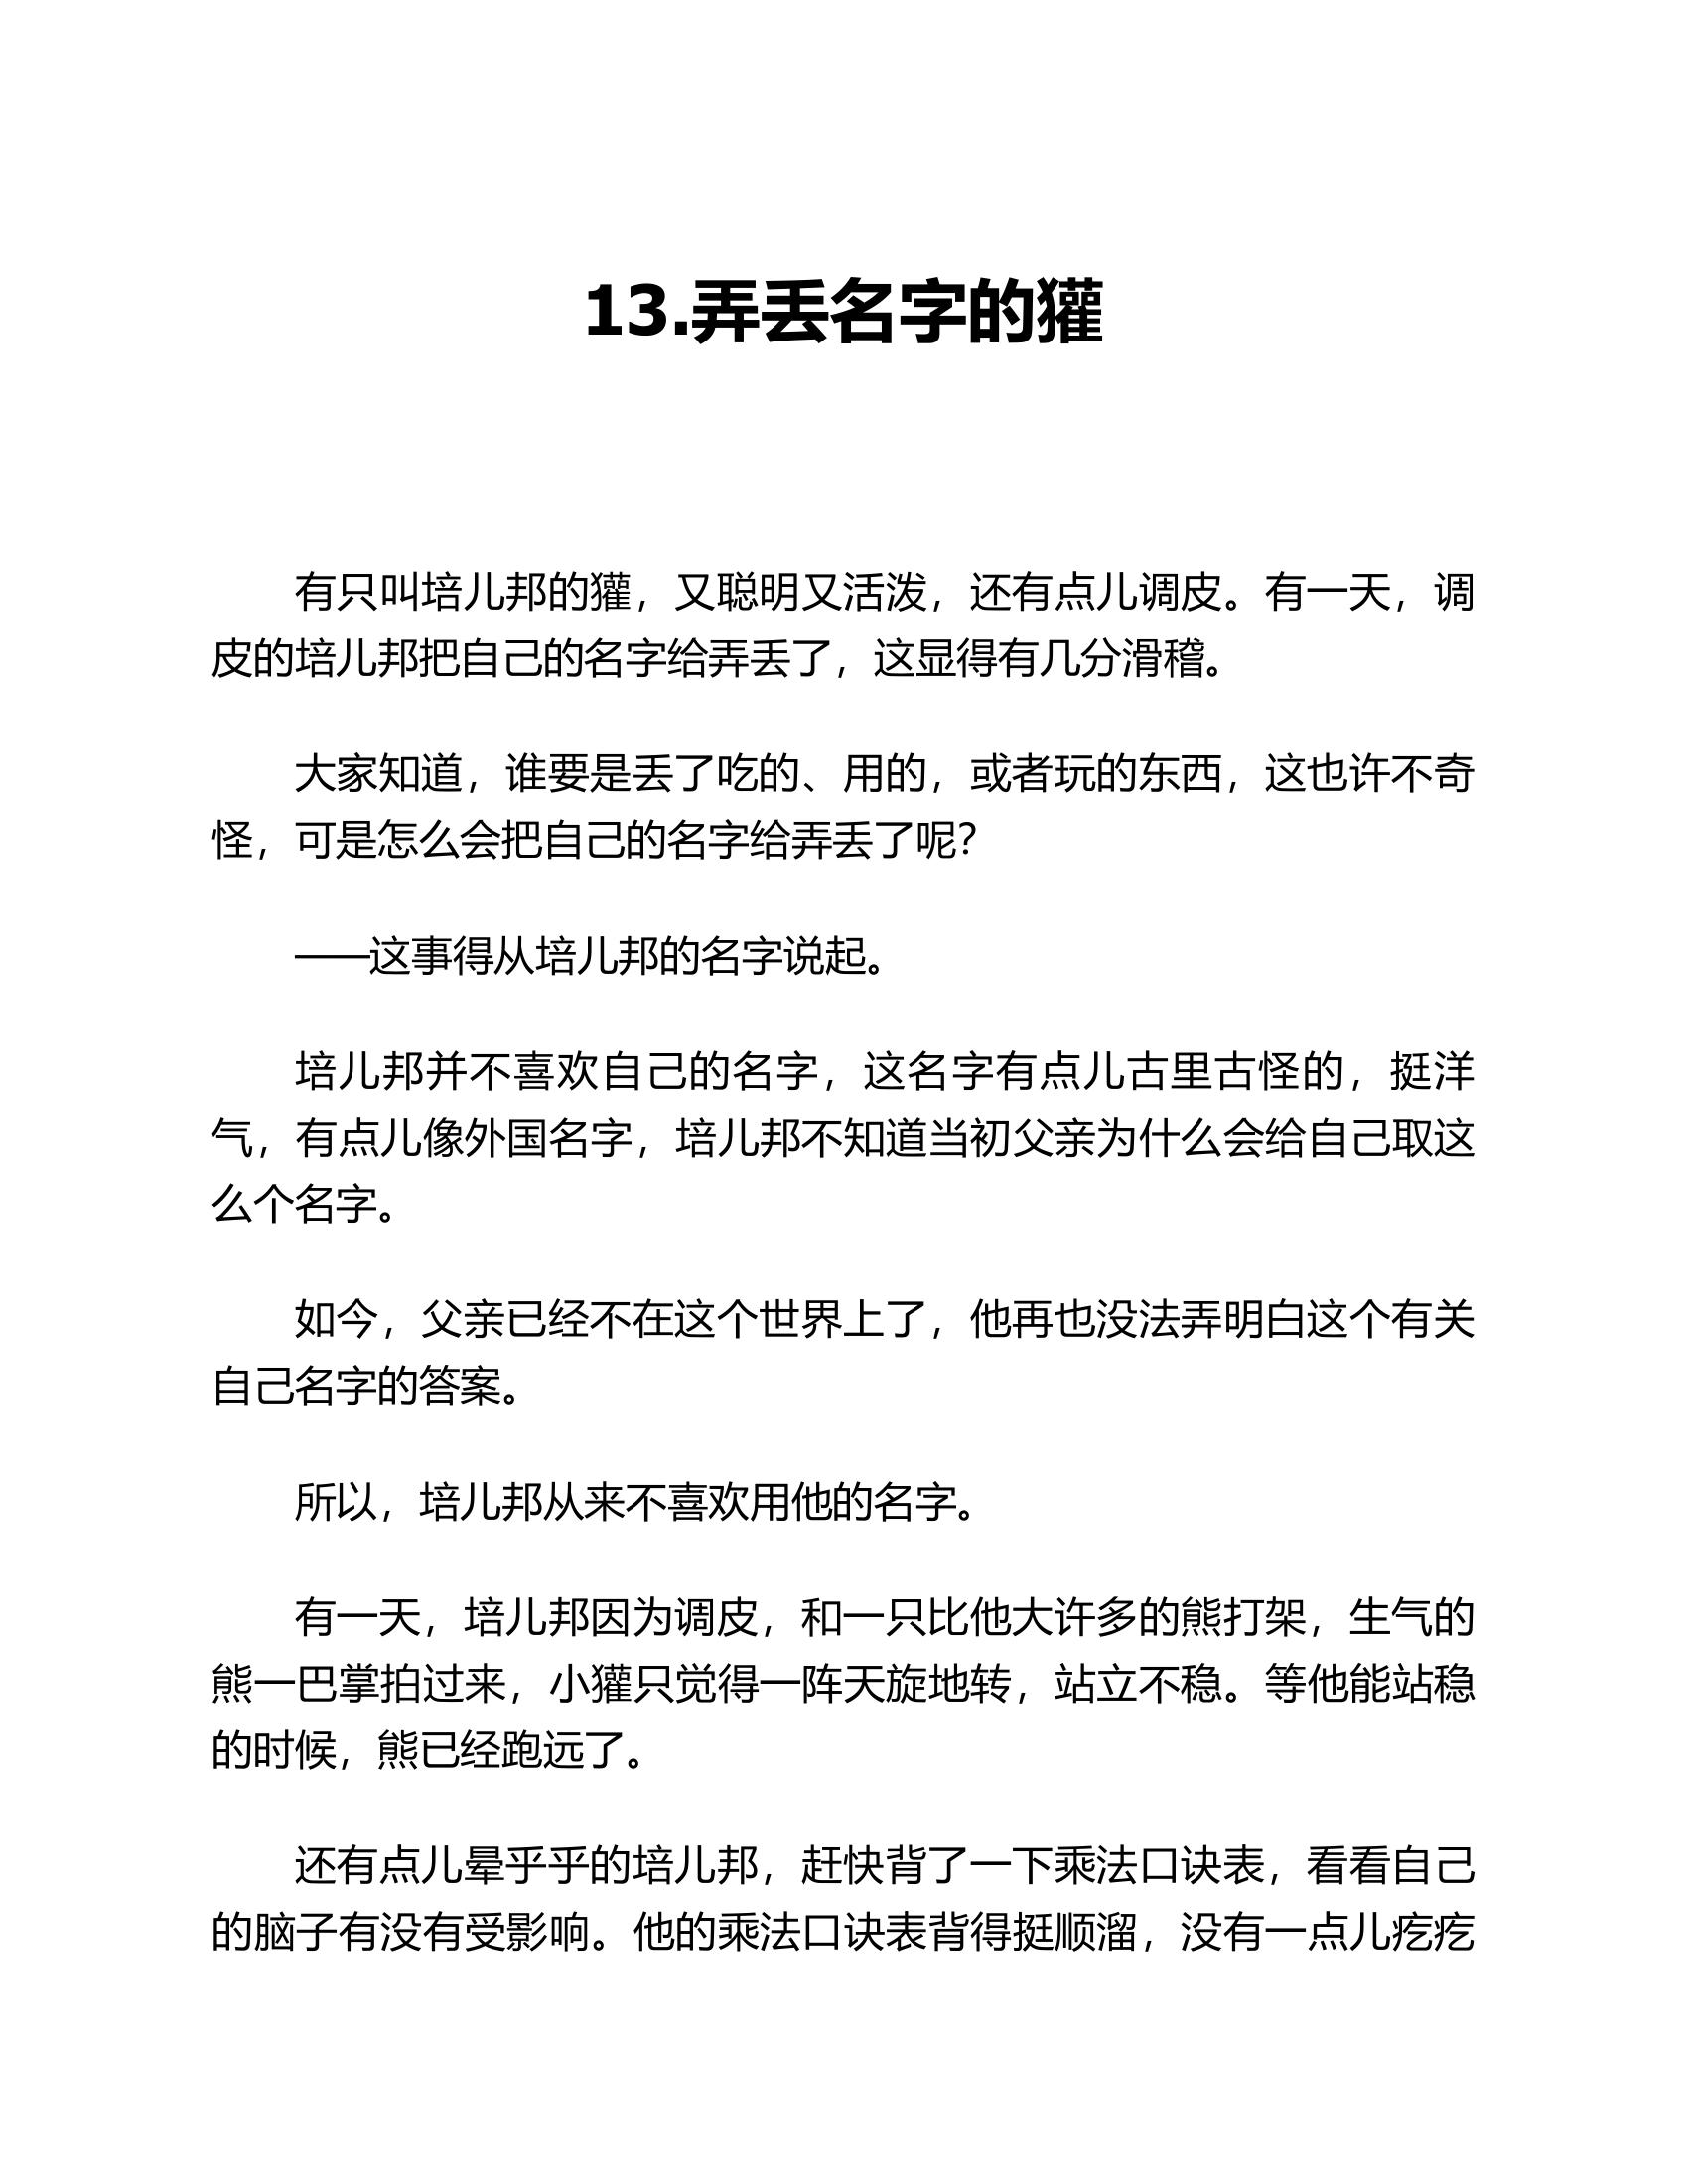 13.弄丢名字的獾
有只叫培儿邦的獾，又聪明又活泼，还有点儿调皮。有一天，调
皮的培儿邦把自己的名字给弄丢了，这显得有几分滑稽。
大家知道，谁要是丢了吃的、用的，或者玩的东西，这也许不奇
怪，可是怎么会把自己的名字给弄丢了呢？
——这事得从培儿邦的名字说起。
培儿邦并不喜欢自己的名字，这名字有点儿古里古怪的，挺洋
气，有点儿像外国名字，培儿邦不知道当初父亲为什么会给自己取这
么个名字。
如今，父亲已经不在这个世界上了，他再也没法弄明白这个有关
自己名字的答案。
所以，培儿邦从来不喜欢用他的名字。
有一天，培儿邦因为调皮，和一只比他大许多的熊打架，生气的
熊一巴掌拍过来，小獾只觉得一阵天旋地转，站立不稳。等他能站稳
的时候，熊已经跑远了。
还有点儿晕乎乎的培儿邦，赶快背了一下乘法口诀表，看看自己
的脑子有没有受影响。他的乘法口诀表背得挺顺溜，没有一点儿疙疙